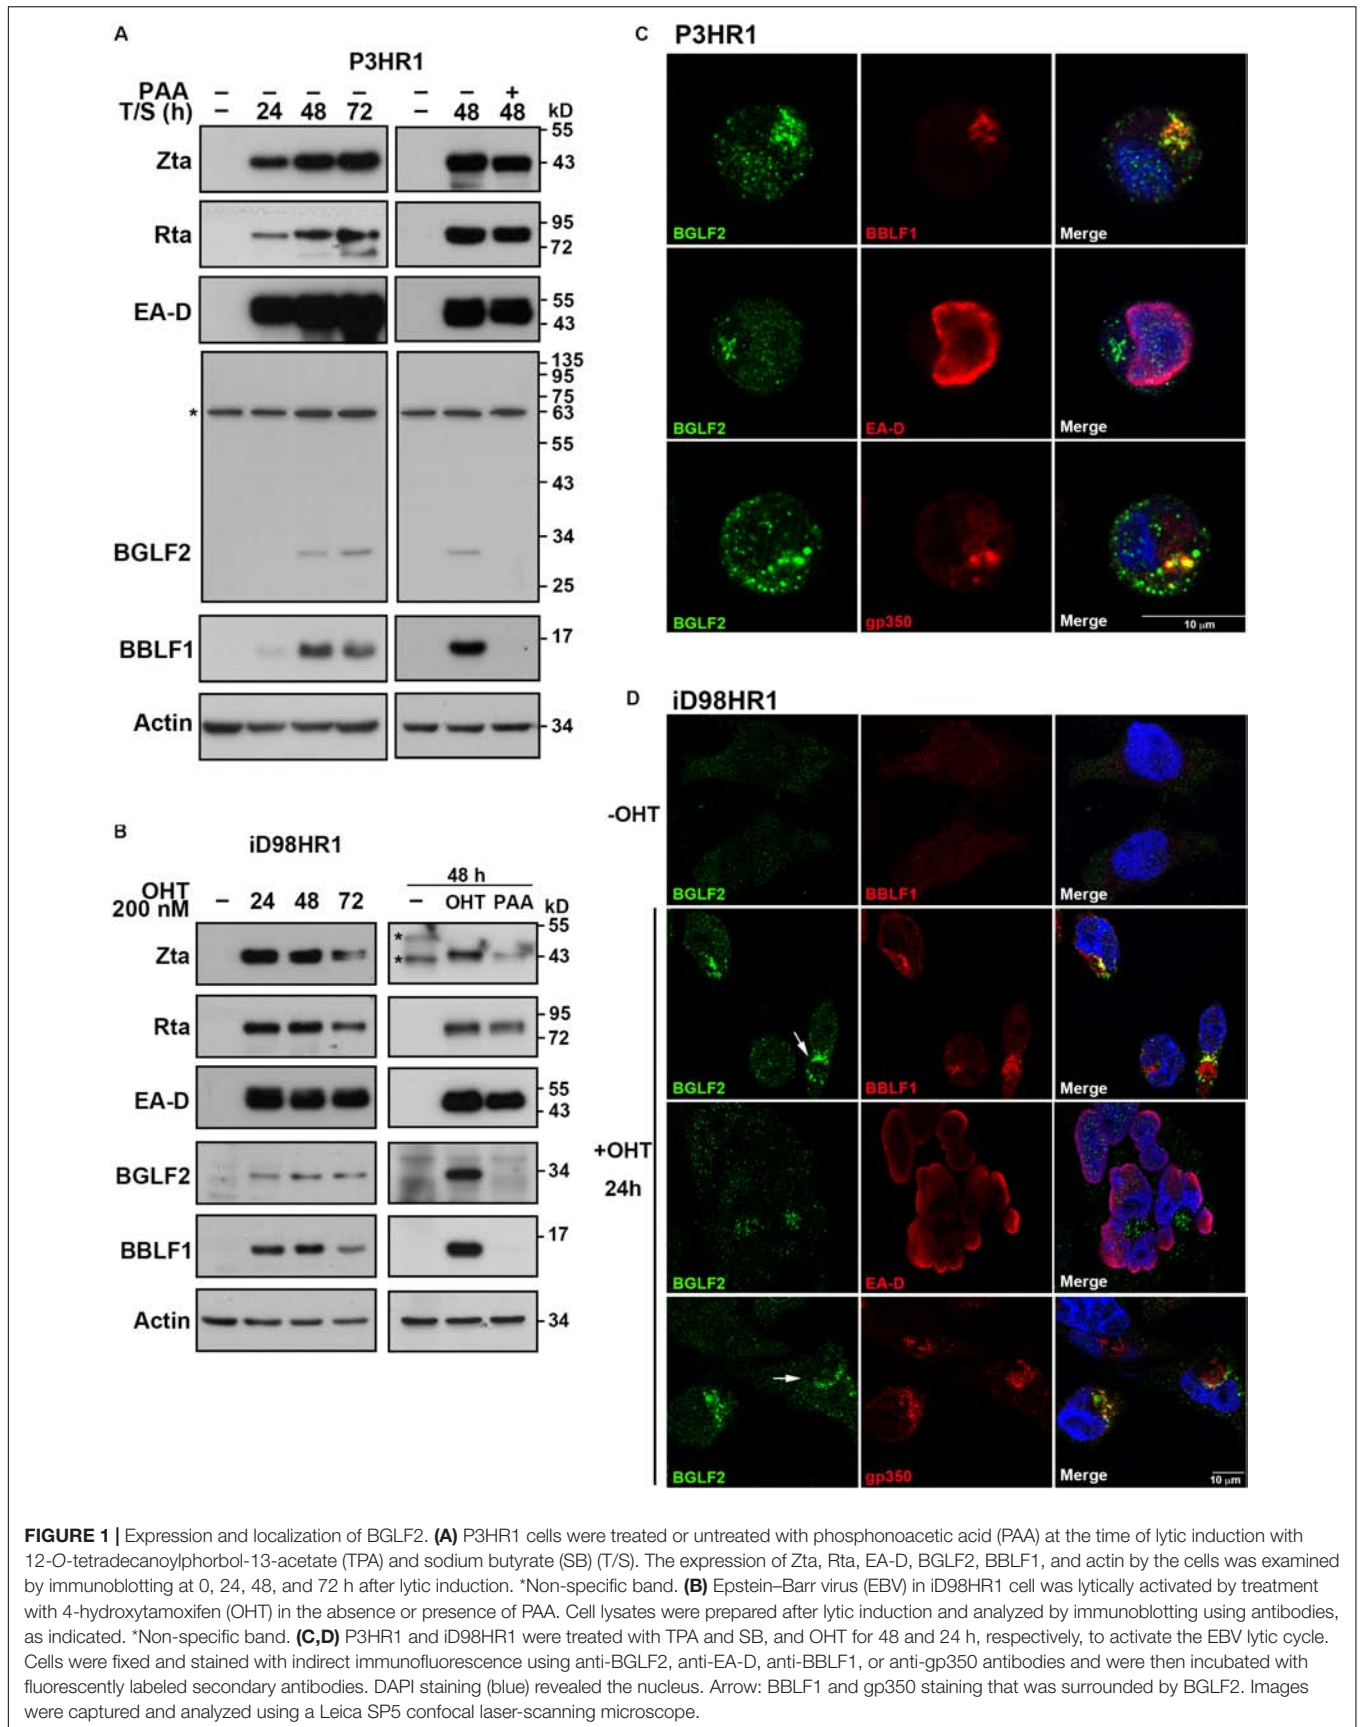 A
P3HR1
PAA – – – – – – +
T/S (h) – 24 48 72 – 48 48 kD
55
Zta
43
95
Rta
72
55
EA-D
43
135
95
75
* 63
55
43
34
BGLF2
25
17
BBLF1
Actin
34
B
iD98HR1
48 h
OHT
200 nM – 24 48 72 – OHT PAA kD
55
*
Zta
* 43
95
Rta
72
55
EA-D
43
BGLF2
34
17
BBLF1
Actin
34
C P3HR1
BGLF2 BBLF1 Merge
BGLF2 EA-D Merge
10 µm
BGLF2 gp350 Merge
D iD98HR1
-OHT
BGLF2 BBLF1 Merge
BGLF2 BBLF1 Merge
+OHT
24h
BGLF2 EA-D Merge
BGLF2 gp350 Merge
10 µm
FIGURE 1 | Expression and localization of BGLF2. (A) P3HR1 cells were treated or untreated with phosphonoacetic acid (PAA) at the time of lytic induction with
12-O-tetradecanoylphorbol-13-acetate (TPA) and sodium butyrate (SB) (T/S). The expression of Zta, Rta, EA-D, BGLF2, BBLF1, and actin by the cells was examined
by immunoblotting at 0, 24, 48, and 72 h after lytic induction. *Non-specific band. (B) Epstein–Barr virus (EBV) in iD98HR1 cell was lytically activated by treatment
with 4-hydroxytamoxifen (OHT) in the absence or presence of PAA. Cell lysates were prepared after lytic induction and analyzed by immunoblotting using antibodies,
as indicated. *Non-specific band. (C,D) P3HR1 and iD98HR1 were treated with TPA and SB, and OHT for 48 and 24 h, respectively, to activate the EBV lytic cycle.
Cells were fixed and stained with indirect immunofluorescence using anti-BGLF2, anti-EA-D, anti-BBLF1, or anti-gp350 antibodies and were then incubated with
fluorescently labeled secondary antibodies. DAPI staining (blue) revealed the nucleus. Arrow: BBLF1 and gp350 staining that was surrounded by BGLF2. Images
were captured and analyzed using a Leica SP5 confocal laser-scanning microscope.